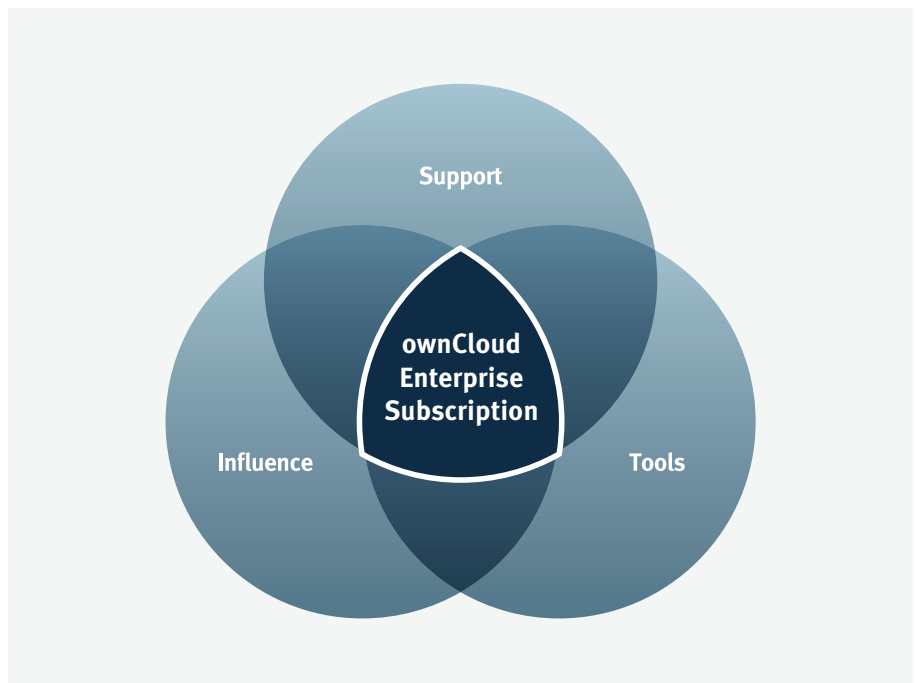 Support
ownCloud
Enterprise
Subscription
Influence
Tools